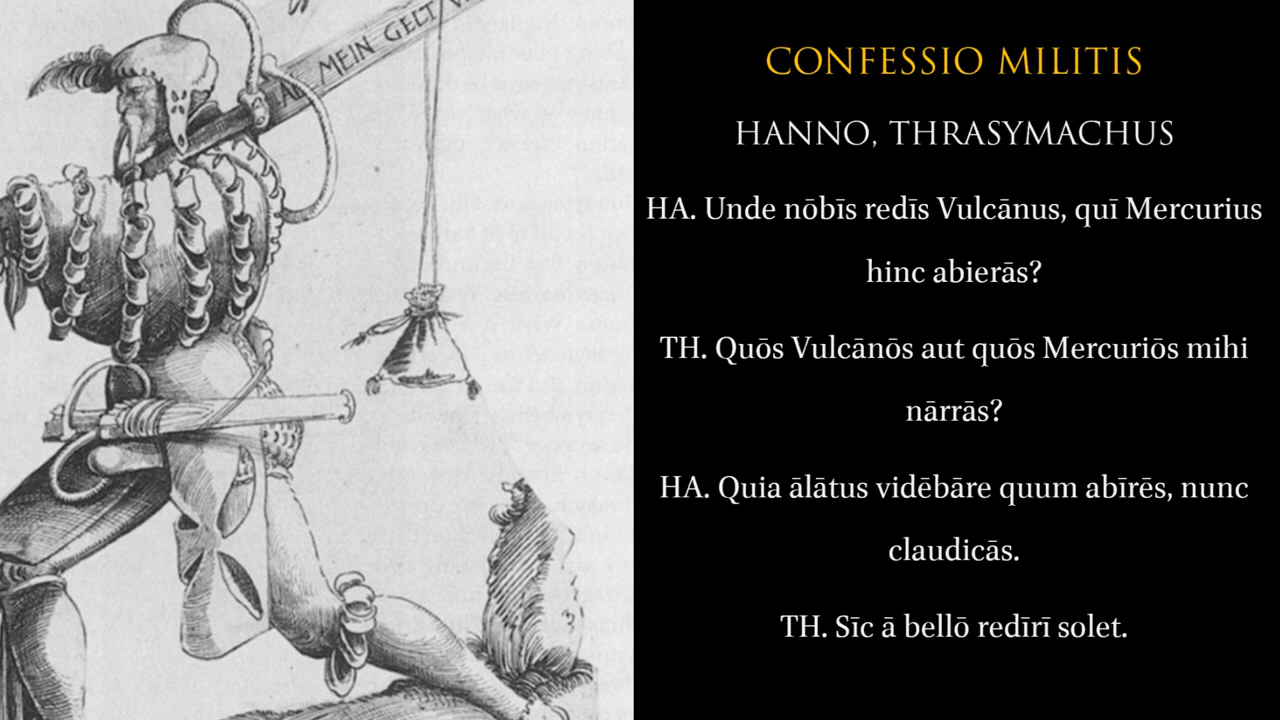 MEIN GELT
CONFESSIO MILITIS
HANNO, THRASYMACHUS
HA. Unde nōbīs redīs Vulcānus, quī Mercurius
hinc abierās?
TH. Quōs Vulcānōs aut quōs Mercuriōs mihi
nārrās?
HA. Quia ālātus vidēbāre quum abīrēs, nunc
claudicās.
TH. Sīc ā bellō redīrī solet.